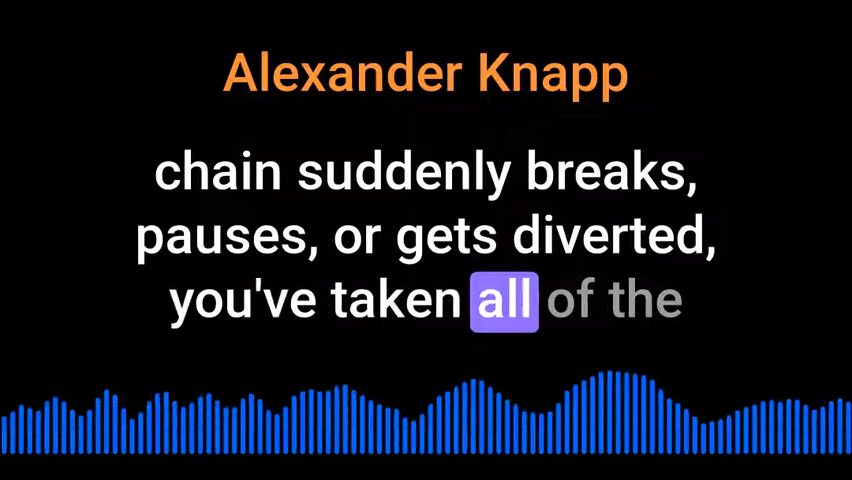 Alexander Knapp
chain suddenly breaks,
pauses, or gets diverted,
you've taken all of the